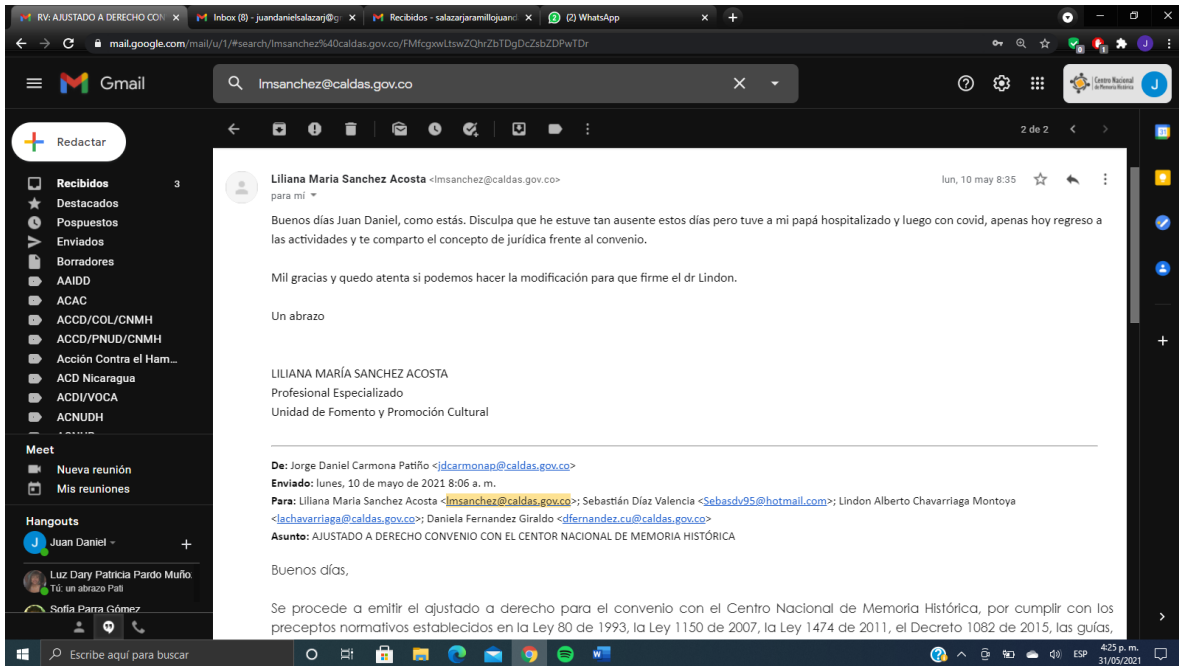 RV: AJUSTADO A DERECHO CON
Inbox (8) - juandanielsalazarj@g
Recibidos - salazarjaramillojuand
(2) WhatsApp
mail.google.com/mail/u/1/#search/lmsanchez%40caldas.gov.co/FMfcgxwLtswZQhrZbTDgDcZsbZDPwTDr
Gmail
lmsanchez@caldas.gov.co
Centro Nacional
de Memoria Histórica
J
Redactar
2 de 2
Recibidos 3
Destacados
Pospuestos
Enviados
Borradores
AAIDD
ACAC
ACCD/COL/CNMH
ACCD/PNUD/CNMH
Acción Contra el Ham...
ACD Nicaragua
ACDI/VOCA
ACNUDH
Meet
Nueva reunión
Mis reuniones
Hangouts
J Juan Daniel
Luz Dary Patricia Pardo Muño:
Tú: un abrazo Pati
Sofía Parra Gómez
Liliana Maria Sanchez Acosta <lmsanchez@caldas.gov.co>
lun, 10 may 8:35
para mí
Buenos días Juan Daniel, como estás. Disculpa que he estuve tan ausente estos días pero tuve a mi papá hospitalizado y luego con covid, apenas hoy regreso a
las actividades y te comparto el concepto de jurídica frente al convenio.
Mil gracias y quedo atenta si podemos hacer la modificación para que firme el dr Lindon.
Un abrazo
LILIANA MARÍA SANCHEZ ACOSTA
Profesional Especializado
Unidad de Fomento y Promoción Cultural
De: Jorge Daniel Carmona Patiño <jdcarmonap@caldas.gov.co>
Enviado: lunes, 10 de mayo de 2021 8:06 a. m.
Para: Liliana Maria Sanchez Acosta <lmsanchez@caldas.gov.co>; Sebastián Díaz Valencia <Sebasdv95@hotmail.com>; Lindon Alberto Chavarriaga Montoya
<lachavarriaga@caldas.gov.co>; Daniela Fernandez Giraldo <dfernandez.cu@caldas.gov.co>
Asunto: AJUSTADO A DERECHO CONVENIO CON EL CENTOR NACIONAL DE MEMORIA HISTÓRICA
Buenos días,
Se procede a emitir el ajustado a derecho para el convenio con el Centro Nacional de Memoria Histórica, por cumplir con los
preceptos normativos establecidos en la Ley 80 de 1993, la Ley 1150 de 2007, la Ley 1474 de 2011, el Decreto 1082 de 2015, las guías,
Escribe aquí para buscar
ESP
4:25 p. m.
31/05/2021